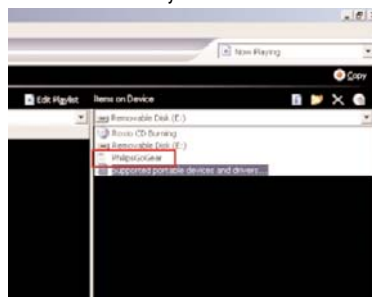 Now Playing
Copy
Edit Playlist
Items on Device
Removable Disk (E:)
Roxio CD Burning
Removable Disk (E:)
PhilipsGoGear
Supported portable devices and drivers...